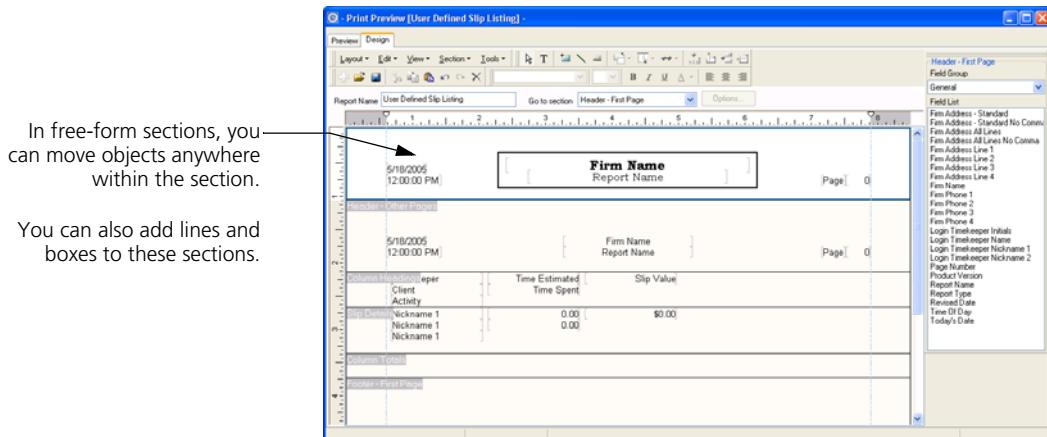 In free-form sections, you
can move objects anywhere
within the section.
You can also add lines and
boxes to these sections.
- Print Preview [User Defined Slip Listing] -
Preview Design
Layout Edit View Section Tools
T
B I U A
Report Name User Defined Slip Listing Go to section Header - First Page Options...
1 2 3 4 5 6 7 8
5/18/2005
12:00:00 PM
Firm Name
Report Name
Page 0
Header - Other Pages
5/18/2005
12:00:00 PM
Firm Name
Report Name
Page 0
Column Headings eper Time Estimated Slip Value
Client Time Spent
Activity
Slip Details Nickname 1 0.00 $0.00
Nickname 1 0.00
Nickname 1
Column Totals
Footer - First Page
Header - First Page
Field Group
General
Field List
Firm Address - Standard
Firm Address - Standard No Comma
Firm Address All Lines
Firm Address All Lines No Comma
Firm Address Line 1
Firm Address Line 2
Firm Address Line 3
Firm Address Line 4
Firm Name
Firm Phone 1
Firm Phone 2
Firm Phone 3
Firm Phone 4
Login Timekeeper Initials
Login Timekeeper Name
Login Timekeeper Nickname 1
Login Timekeeper Nickname 2
Page Number
Product Version
Report Name
Report Type
Revised Date
Time Of Day
Today's Date